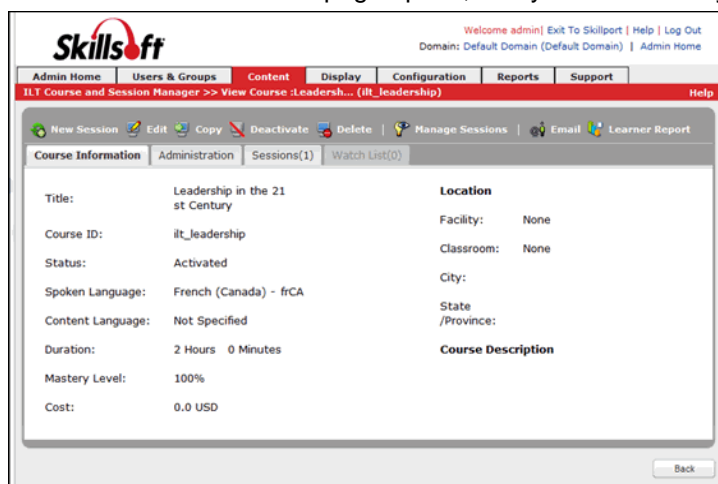 Skillsoft
Welcome admin| Exit To Skillport | Help | Log Out
Domain: Default Domain (Default Domain) | Admin Home
Admin Home Users & Groups Content Display Configuration Reports Support
ILT Course and Session Manager >> View Course :Leadersh... (ilt_leadership) Help
New Session Edit Copy Deactivate Delete | Manage Sessions | Email Learner Report
Course Information Administration Sessions(1) Watch List(0)
Title: Leadership in the 21
st Century
Course ID: ilt_leadership
Status: Activated
Spoken Language: French (Canada) - frCA
Content Language: Not Specified
Duration: 2 Hours 0 Minutes
Mastery Level: 100%
Cost: 0.0 USD
Location
Facility: None
Classroom: None
City:
State
/Province:
Course Description
Back